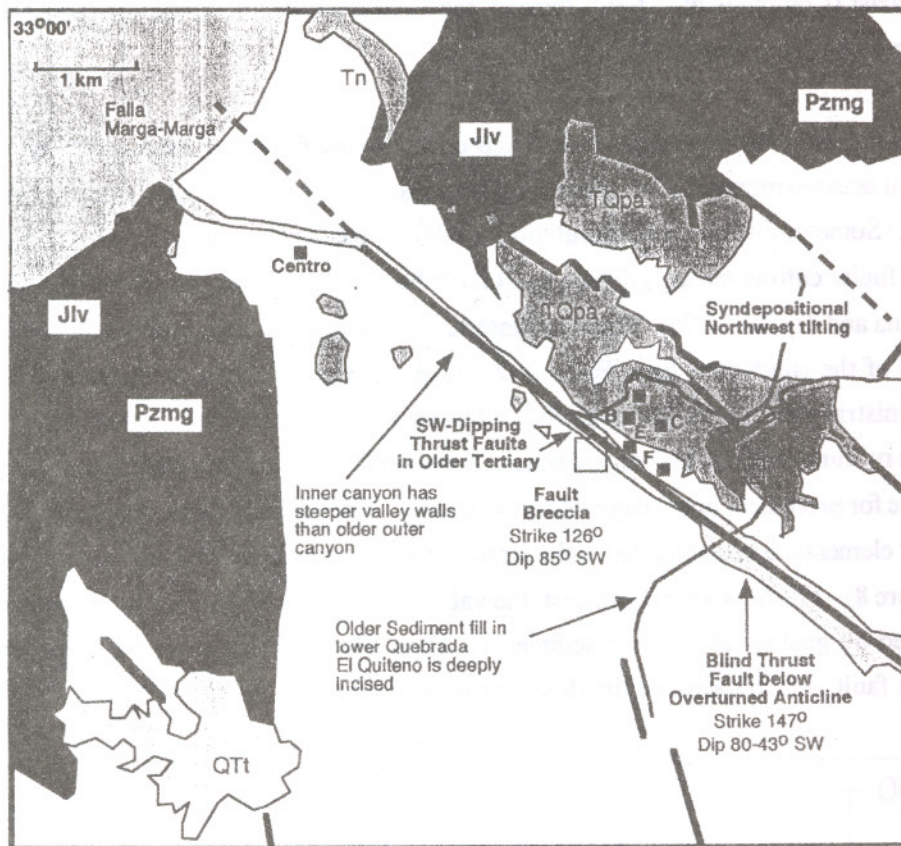 33°00'
1 km
Falla
Marga-Marga
Tn
Jlv
Pzmg
TQpa
Centro
TQpa
Syndepositional
Northwest tilting
Jlv
Pzmg
B
C
E
F
SW-Dipping
Thrust Faults
in Older Tertiary
Inner canyon has
steeper valley walls
than older outer
canyon
Fault
Breccia
Strike 126°
Dip 85° SW
Older Sediment fill in
lower Quebrada
El Quiteno is deeply
incised
Blind Thrust
Fault below
Overturned Anticline
Strike 147°
Dip 80-43° SW
QTt